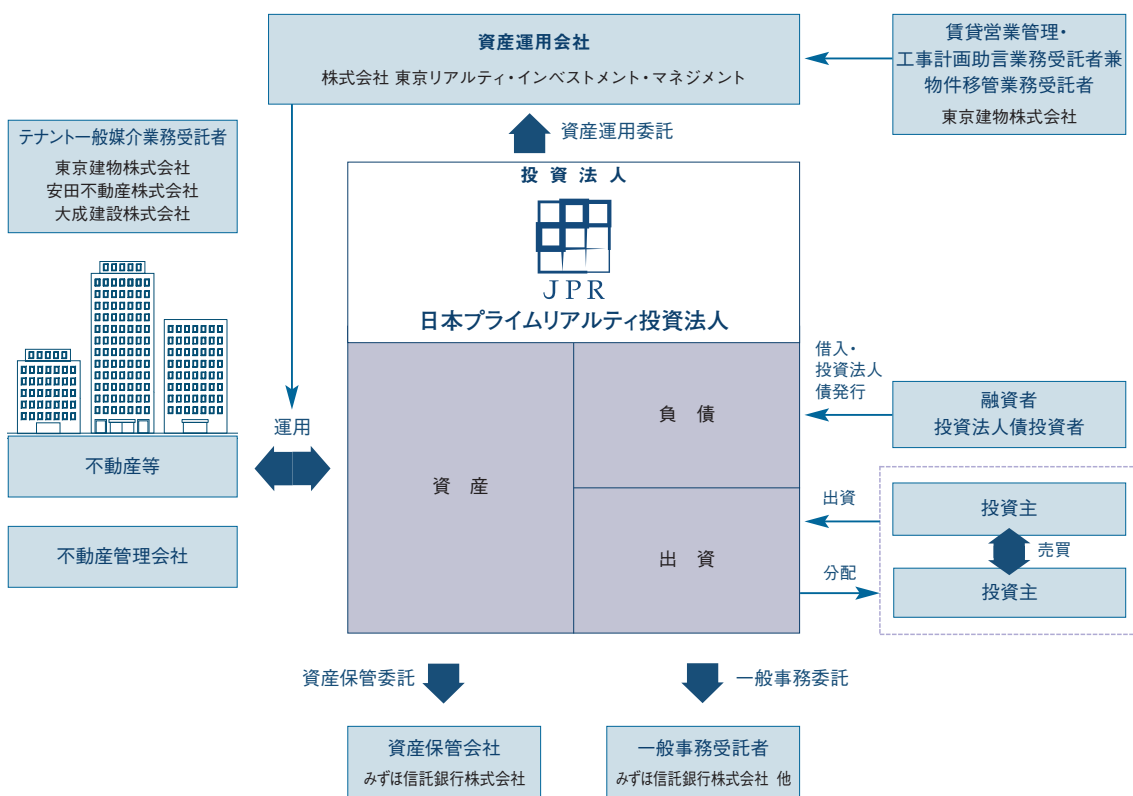 資産運用会社
株式会社 東京リアルティ・インベストメント・マネジメント
賃貸営業管理・
工事計画助言業務受託者兼
物件移管業務受託者
東京建物株式会社
資産運用委託
テナント一般媒介業務受託者
東京建物株式会社
安田不動産株式会社
大成建設株式会社
投資法人
JPR
日本プライムリアルティ投資法人
借入・
投資法人
債発行
融資者
投資法人債投資者
運用
不動産等
不動産管理会社
資産
負債
出資
出資
分配
投資主
売買
投資主
資産保管委託
一般事務委託
資産保管会社
みずほ信託銀行株式会社
一般事務受託者
みずほ信託銀行株式会社 他